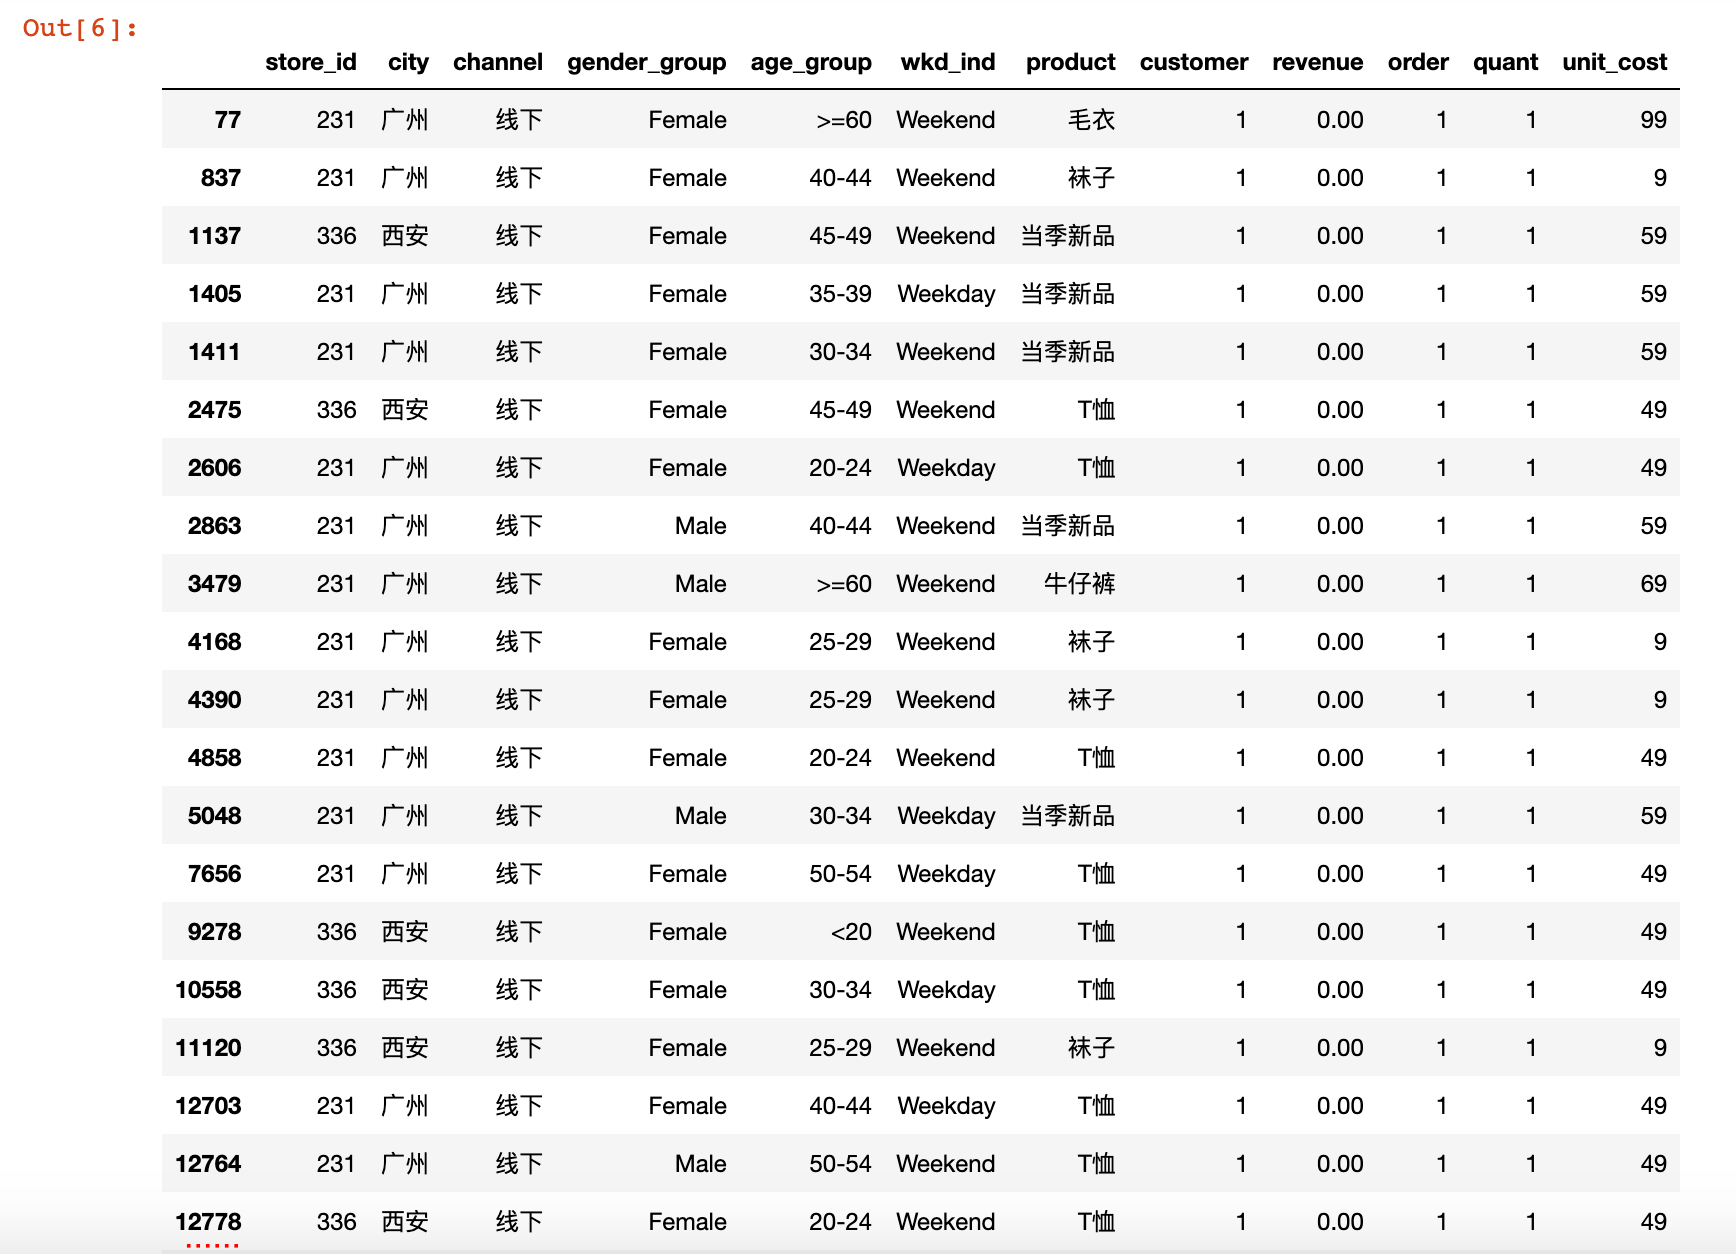 Out[6]:
store_id city channel gender_group age_group wkd_ind product customer revenue order quant unit_cost
77 231 广州 线下 Female >=60 Weekend 毛衣 1 0.00 1 1 99
837 231 广州 线下 Female 40-44 Weekend 袜子 1 0.00 1 1 9
1137 336 西安 线下 Female 45-49 Weekend 当季新品 1 0.00 1 1 59
1405 231 广州 线下 Female 35-39 Weekday 当季新品 1 0.00 1 1 59
1411 231 广州 线下 Female 30-34 Weekend 当季新品 1 0.00 1 1 59
2475 336 西安 线下 Female 45-49 Weekend T恤 1 0.00 1 1 49
2606 231 广州 线下 Female 20-24 Weekday T恤 1 0.00 1 1 49
2863 231 广州 线下 Male 40-44 Weekend 当季新品 1 0.00 1 1 59
3479 231 广州 线下 Male >=60 Weekend 牛仔裤 1 0.00 1 1 69
4168 231 广州 线下 Female 25-29 Weekend 袜子 1 0.00 1 1 9
4390 231 广州 线下 Female 25-29 Weekend 袜子 1 0.00 1 1 9
4858 231 广州 线下 Female 20-24 Weekend T恤 1 0.00 1 1 49
5048 231 广州 线下 Male 30-34 Weekday 当季新品 1 0.00 1 1 59
7656 231 广州 线下 Female 50-54 Weekday T恤 1 0.00 1 1 49
9278 336 西安 线下 Female <20 Weekend T恤 1 0.00 1 1 49
10558 336 西安 线下 Female 30-34 Weekday T恤 1 0.00 1 1 49
11120 336 西安 线下 Female 25-29 Weekend 袜子 1 0.00 1 1 9
12703 231 广州 线下 Female 40-44 Weekday T恤 1 0.00 1 1 49
12764 231 广州 线下 Male 50-54 Weekend T恤 1 0.00 1 1 49
12778 336 西安 线下 Female 20-24 Weekend T恤 1 0.00 1 1 49